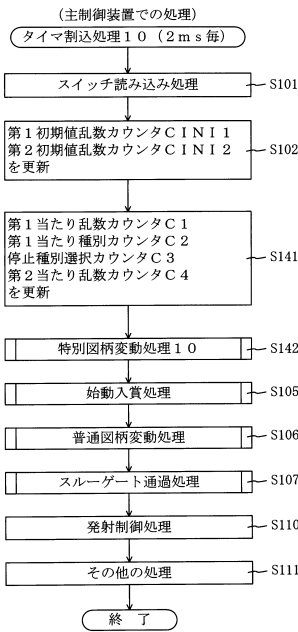 (主制御装置での処理)
タイマ割込処理10(2ms毎)
スイッチ読み込み処理
S101
第1初期値乱数カウンタCINI1
第2初期値乱数カウンタCINI2
を更新
S102
第1当たり乱数カウンタC1
第1当たり種別カウンタC2
停止種別選択カウンタC3
第2当たり乱数カウンタC4
を更新
S141
特別図柄変動処理10
S142
始動入賞処理
S105
普通図柄変動処理
S106
スルーゲート通過処理
S107
発射制御処理
S110
その他の処理
S111
終了